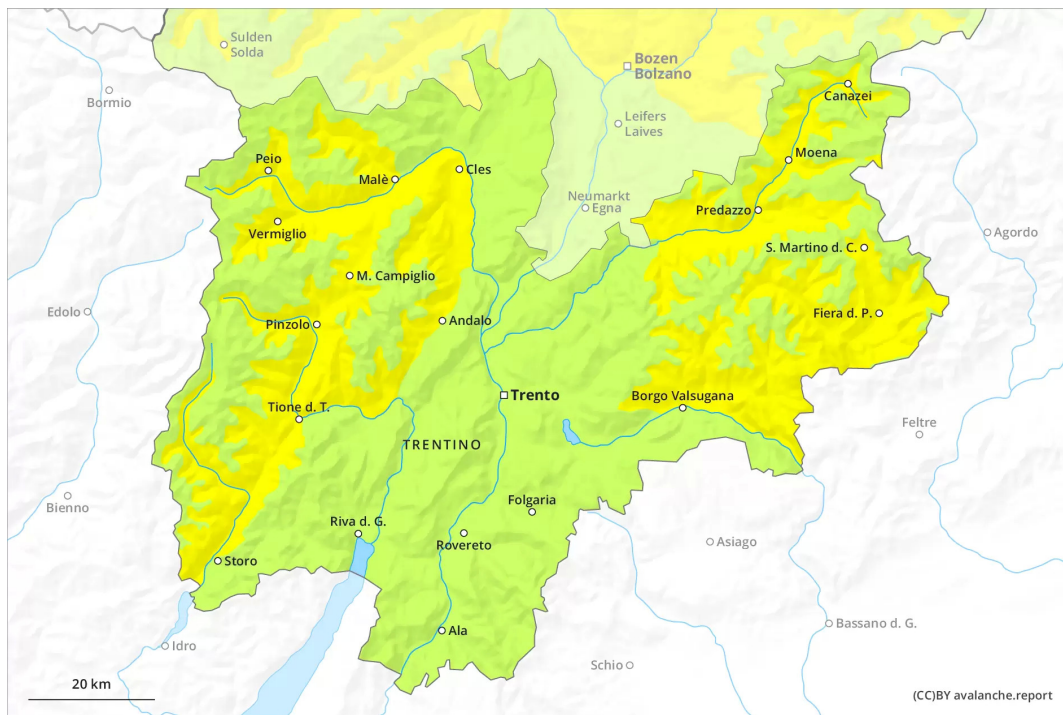 Sulden
Solda
Bozen
Bolzano
Bormio
Canazei
Leifers
Laives
Peio
Malè
Cles
Moena
Neumarkt
Egna
Predazzo
Vermiglio
Agordo
S. Martino d. C.
M. Campiglio
Edolo
Pinzolo
Andalo
Fiera d. P.
Trento
Borgo Valsugana
Tione d. T.
Feltre
TRENTINO
Bienno
Folgaria
Riva d. G.
Rovereto
Asiago
Storo
Bassano d. G.
Ala
Idro
Schio
20 km
(CC)BY avalanche.report